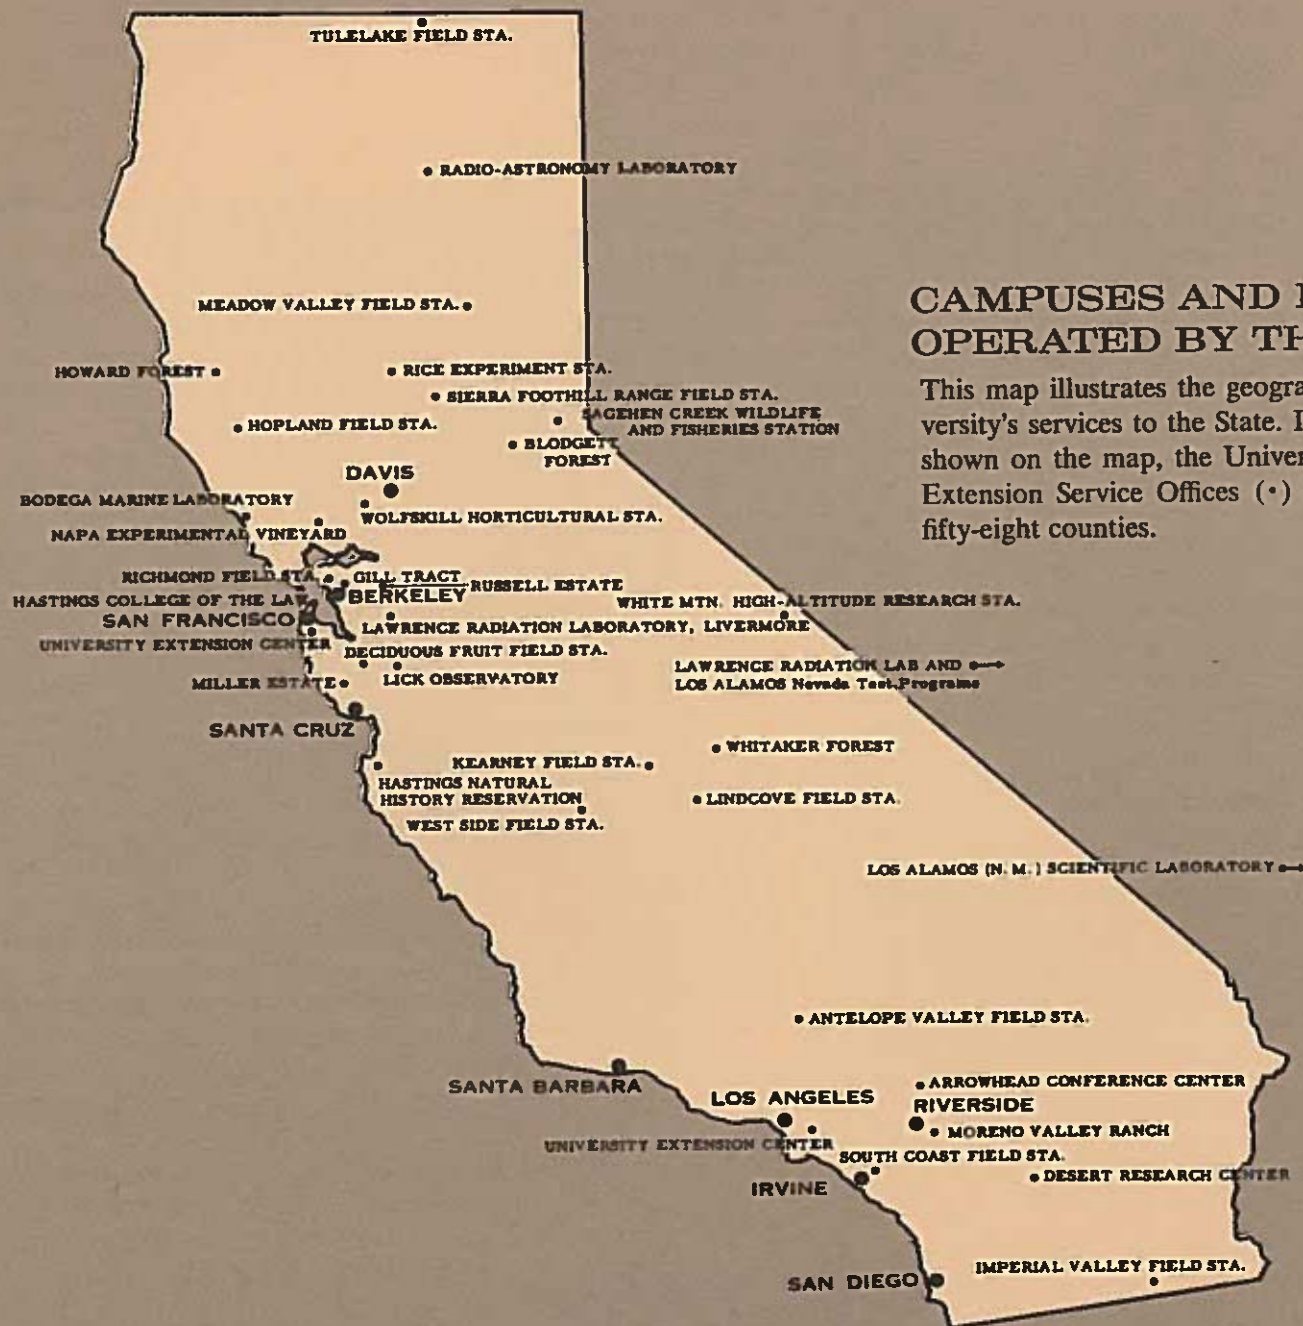 TULELAKE FIELD STA.
RADIO-ASTRONOMY LABORATORY
MEADOW VALLEY FIELD STA.
HOWARD FOREST
RICE EXPERIMENT STA.
SIERRA FOOTHILL RANGE FIELD STA.
SAGEHEN CREEK WILDLIFE
AND FISHERIES STATION
HOPLAND FIELD STA.
BLODGETT
FOREST
DAVIS
BODEGA MARINE LABORATORY
WOLFSKILL HORTICULTURAL STA.
NAPA EXPERIMENTAL VINEYARD
RICHMOND FIELD STA.
GILL TRACT
RUSSELL ESTATE
HASTINGS COLLEGE OF THE LAW
BERKELEY
WHITE MTN. HIGH-ALTITUDE RESEARCH STA.
SAN FRANCISCO
LAWRENCE RADIATION LABORATORY, LIVERMORE
UNIVERSITY EXTENSION CENTER
DECIDUOUS FRUIT FIELD STA.
LAWRENCE RADIATION LAB AND
LOS ALAMOS Nevada Test Programs
MILLER ESTATE
LICK OBSERVATORY
SANTA CRUZ
WHITAKER FOREST
KEARNEY FIELD STA.
HASTINGS NATURAL
HISTORY RESERVATION
LINDCOVE FIELD STA.
WEST SIDE FIELD STA.
LOS ALAMOS (N. M.) SCIENTIFIC LABORATORY
ANTELOPE VALLEY FIELD STA.
SANTA BARBARA
ARROWHEAD CONFERENCE CENTER
LOS ANGELES
RIVERSIDE
MORENO VALLEY RANCH
UNIVERSITY EXTENSION CENTER
SOUTH COAST FIELD STA.
DESERT RESEARCH CENTER
IRVINE
IMPERIAL VALLEY FIELD STA.
SAN DIEGO
CAMPUSES AND
OPERATED BY TH
This map illustrates the geogra
versity's services to the State. I
shown on the map, the Univer
Extension Service Offices (•)
fifty-eight counties.